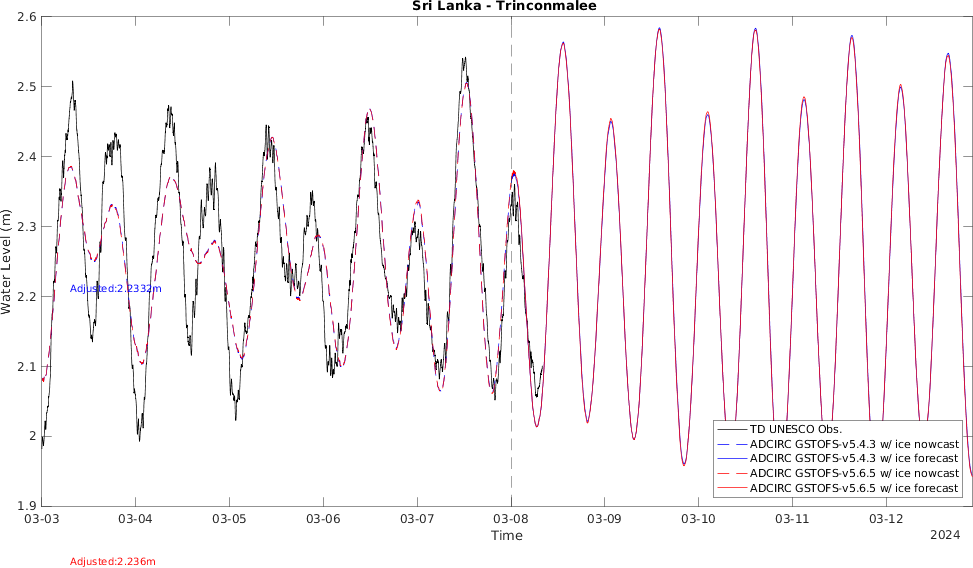 Sri Lanka - Trinconmalee
2.6
2.5
2.4
2.3
2.2
2.1
2
1.9
Water Level (m)
Adjusted:2.2332m
TD UNESCO Obs.
ADCIRC GSTOFS-v5.4.3 w/ ice nowcast
ADCIRC GSTOFS-v5.4.3 w/ ice forecast
ADCIRC GSTOFS-v5.6.5 w/ ice nowcast
ADCIRC GSTOFS-v5.6.5 w/ ice forecast
03-03 03-04 03-05 03-06 03-07 03-08 03-09 03-10 03-11 03-12
Time
2024
Adjusted:2.236m